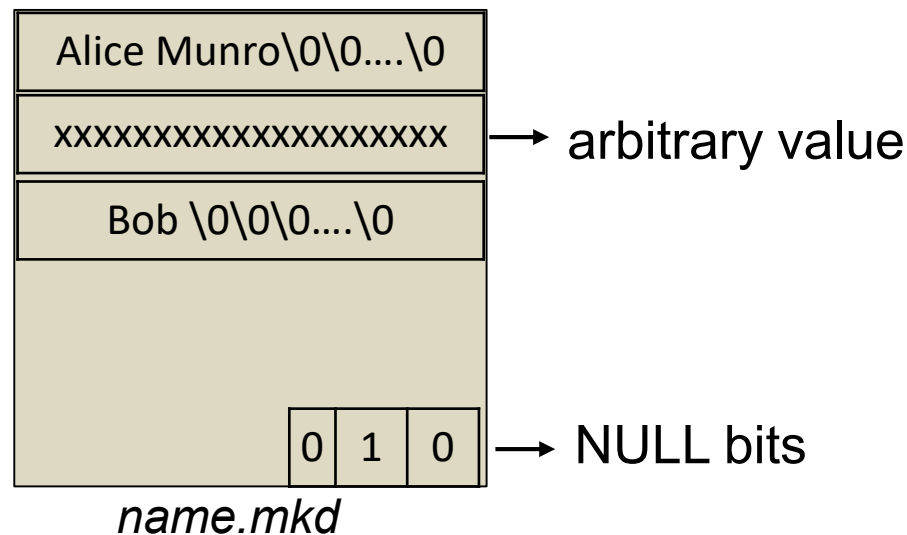 Alice Munro\0\0....\0
xxxxxxxxxxxxxxxxxxxx → arbitrary value
Bob \0\0\0....\0
0 1 0 → NULL bits
name.mkd